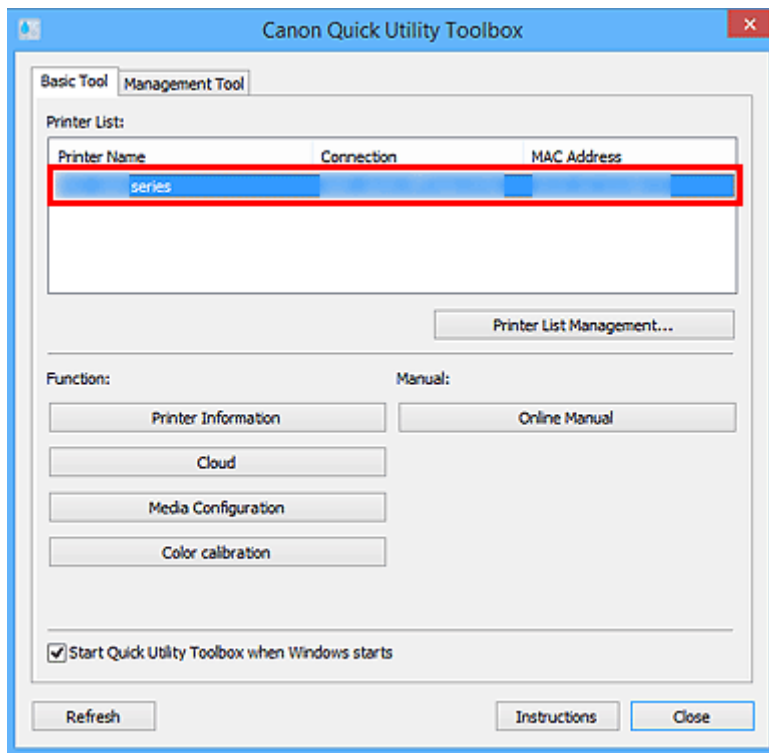 Canon Quick Utility Toolbox
Basic Tool Management Tool
Printer List:
Printer Name Connection MAC Address
series
Printer List Management...
Function: Manual:
Printer Information Online Manual
Cloud
Media Configuration
Color calibration
Start Quick Utility Toolbox when Windows starts
Refresh Instructions Close